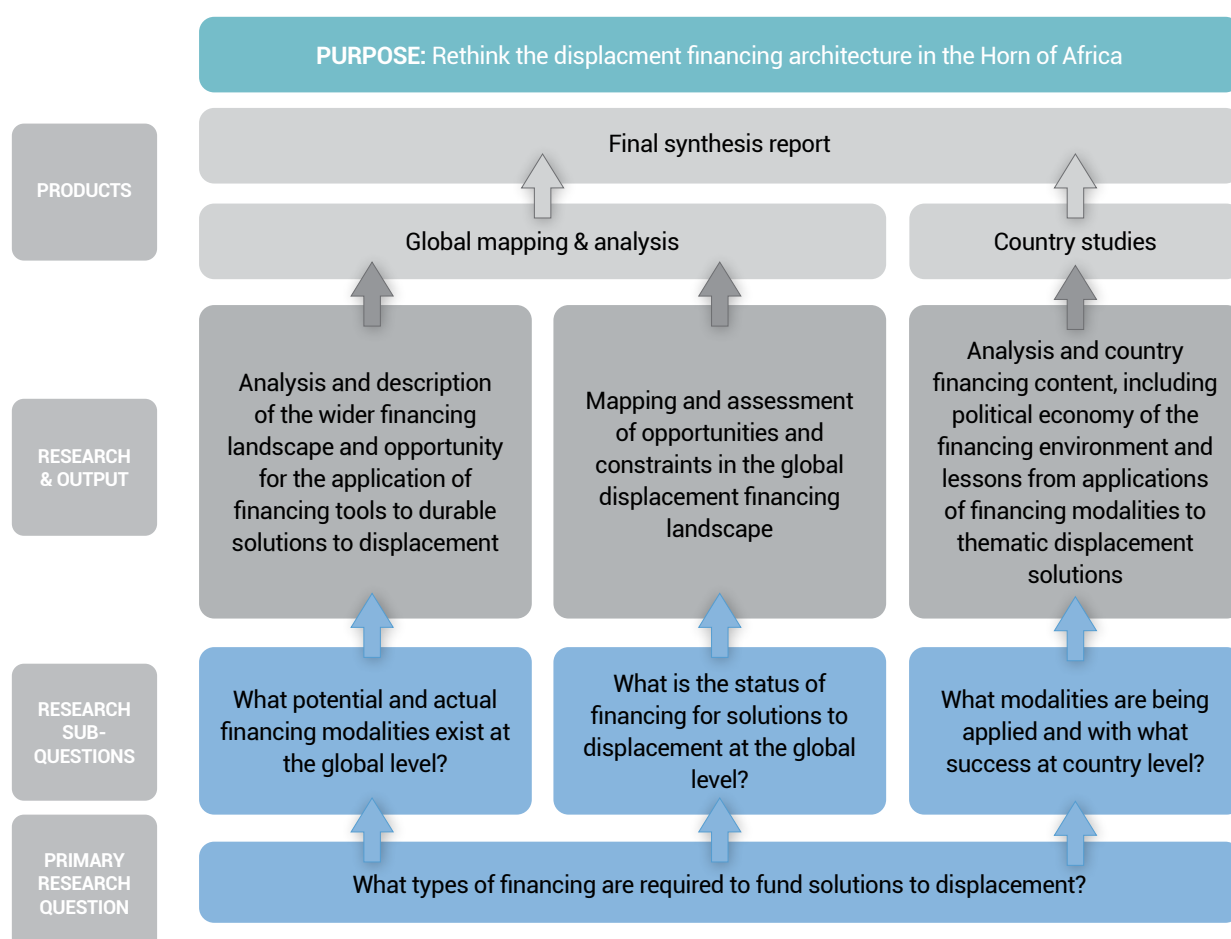 PURPOSE: Rethink the displacment financing architecture in the Horn of Africa
PRODUCTS
Final synthesis report
Global mapping & analysis
Country studies
RESEARCH
& OUTPUT
Analysis and description
of the wider financing
landscape and opportunity
for the application of
financing tools to durable
solutions to displacement
Mapping and assessment
of opportunities and
constraints in the global
displacement financing
landscape
Analysis and country
financing content, including
political economy of the
financing environment and
lessons from applications
of financing modalities to
thematic displacement
solutions
RESEARCH
SUB-
QUESTIONS
What potential and actual
financing modalities exist at
the global level?
What is the status of
financing for solutions to
displacement at the global
level?
What modalities are being
applied and with what
success at country level?
PRIMARY
RESEARCH
QUESTION
What types of financing are required to fund solutions to displacement?